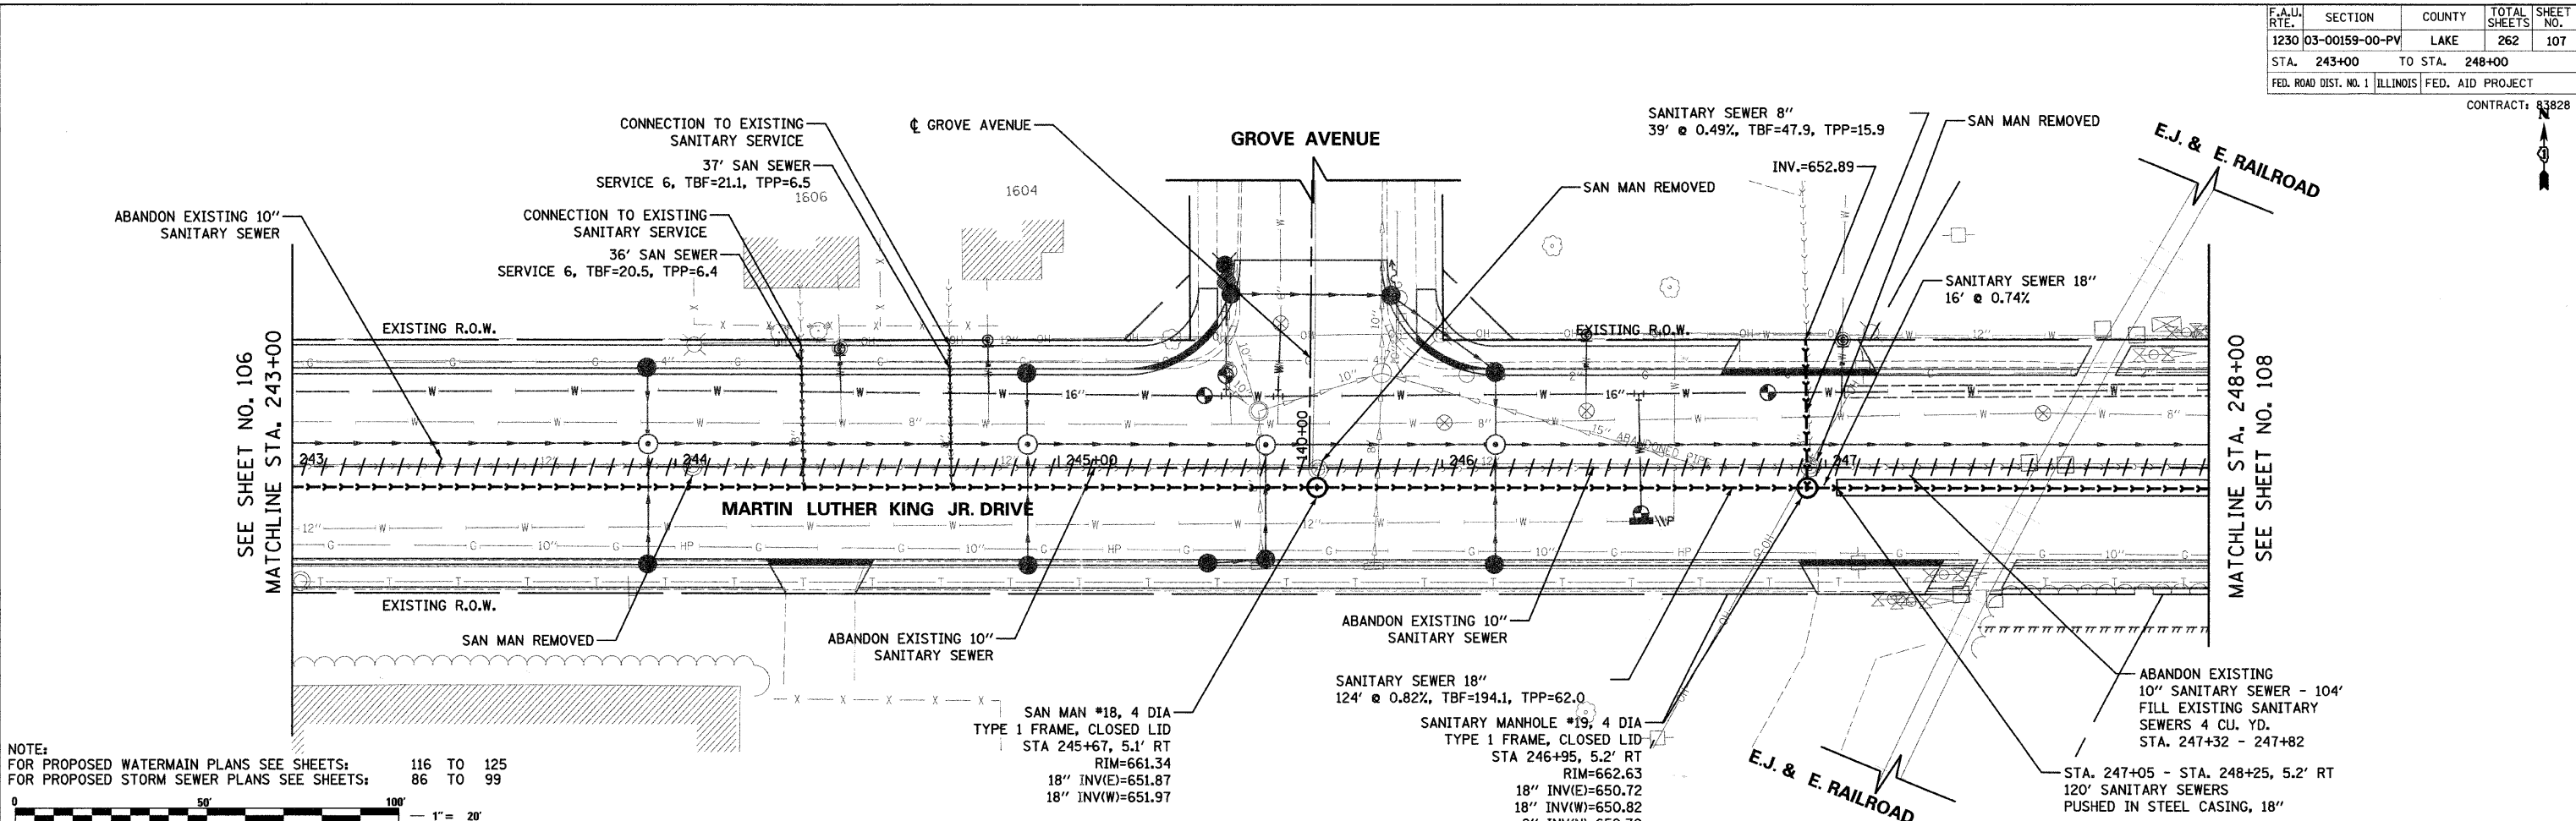 F.A.U. RTE. SECTION COUNTY TOTAL SHEETS SHEET NO.
1230 03-00159-00-PV LAKE 262 107
STA. 243+00 TO STA. 248+00
FED. ROAD DIST. NO. 1 ILLINOIS FED. AID PROJECT
CONTRACT: 83828
N
CONNECTION TO EXISTING
SANITARY SERVICE
37' SAN SEWER
SERVICE 6, TBF=21.1, TPP=6.5
1606
1604
℄ GROVE AVENUE
GROVE AVENUE
SAN MAN REMOVED
SANITARY SEWER 8"
39' @ 0.49%, TBF=47.9, TPP=15.9
INV.=652.89
SAN MAN REMOVED
E.J. & E. RAILROAD
SANITARY SEWER 18"
16' @ 0.74%
ABANDON EXISTING 10"
SANITARY SEWER
CONNECTION TO EXISTING
SANITARY SERVICE
36' SAN SEWER
SERVICE 6, TBF=20.5, TPP=6.4
SEE SHEET NO. 106
MATCHLINE STA. 243+00
EXISTING R.O.W.
EXISTING R.O.W.
16"
16"
8"
8"
8"
15" ABANDONED PIPE
140+00
243
244
245+00
246
247
MARTIN LUTHER KING JR. DRIVE
12"
12"
10"
10"
10"
10"
EXISTING R.O.W.
MATCHLINE STA. 248+00
SEE SHEET NO. 108
SAN MAN REMOVED
ABANDON EXISTING 10"
SANITARY SEWER
SAN MAN #18, 4 DIA
TYPE 1 FRAME, CLOSED LID
STA 245+67, 5.1' RT
RIM=661.34
18" INV(E)=651.87
18" INV(W)=651.97
ABANDON EXISTING 10"
SANITARY SEWER
SANITARY SEWER 18"
124' @ 0.82%, TBF=194.1, TPP=62.0
SANITARY MANHOLE #19, 4 DIA
TYPE 1 FRAME, CLOSED LID
STA 246+95, 5.2' RT
RIM=662.63
18" INV(E)=650.72
18" INV(W)=650.82
E.J. & E. RAILROAD
ABANDON EXISTING
10" SANITARY SEWER - 104'
FILL EXISTING SANITARY
SEWERS 4 CU. YD.
STA. 247+32 - 247+82
STA. 247+05 - STA. 248+25, 5.2' RT
120' SANITARY SEWERS
PUSHED IN STEEL CASING, 18"
NOTE:
FOR PROPOSED WATERMAIN PLANS SEE SHEETS: 116 TO 125
FOR PROPOSED STORM SEWER PLANS SEE SHEETS: 86 TO 99
0 50' 100'
1"= 20'